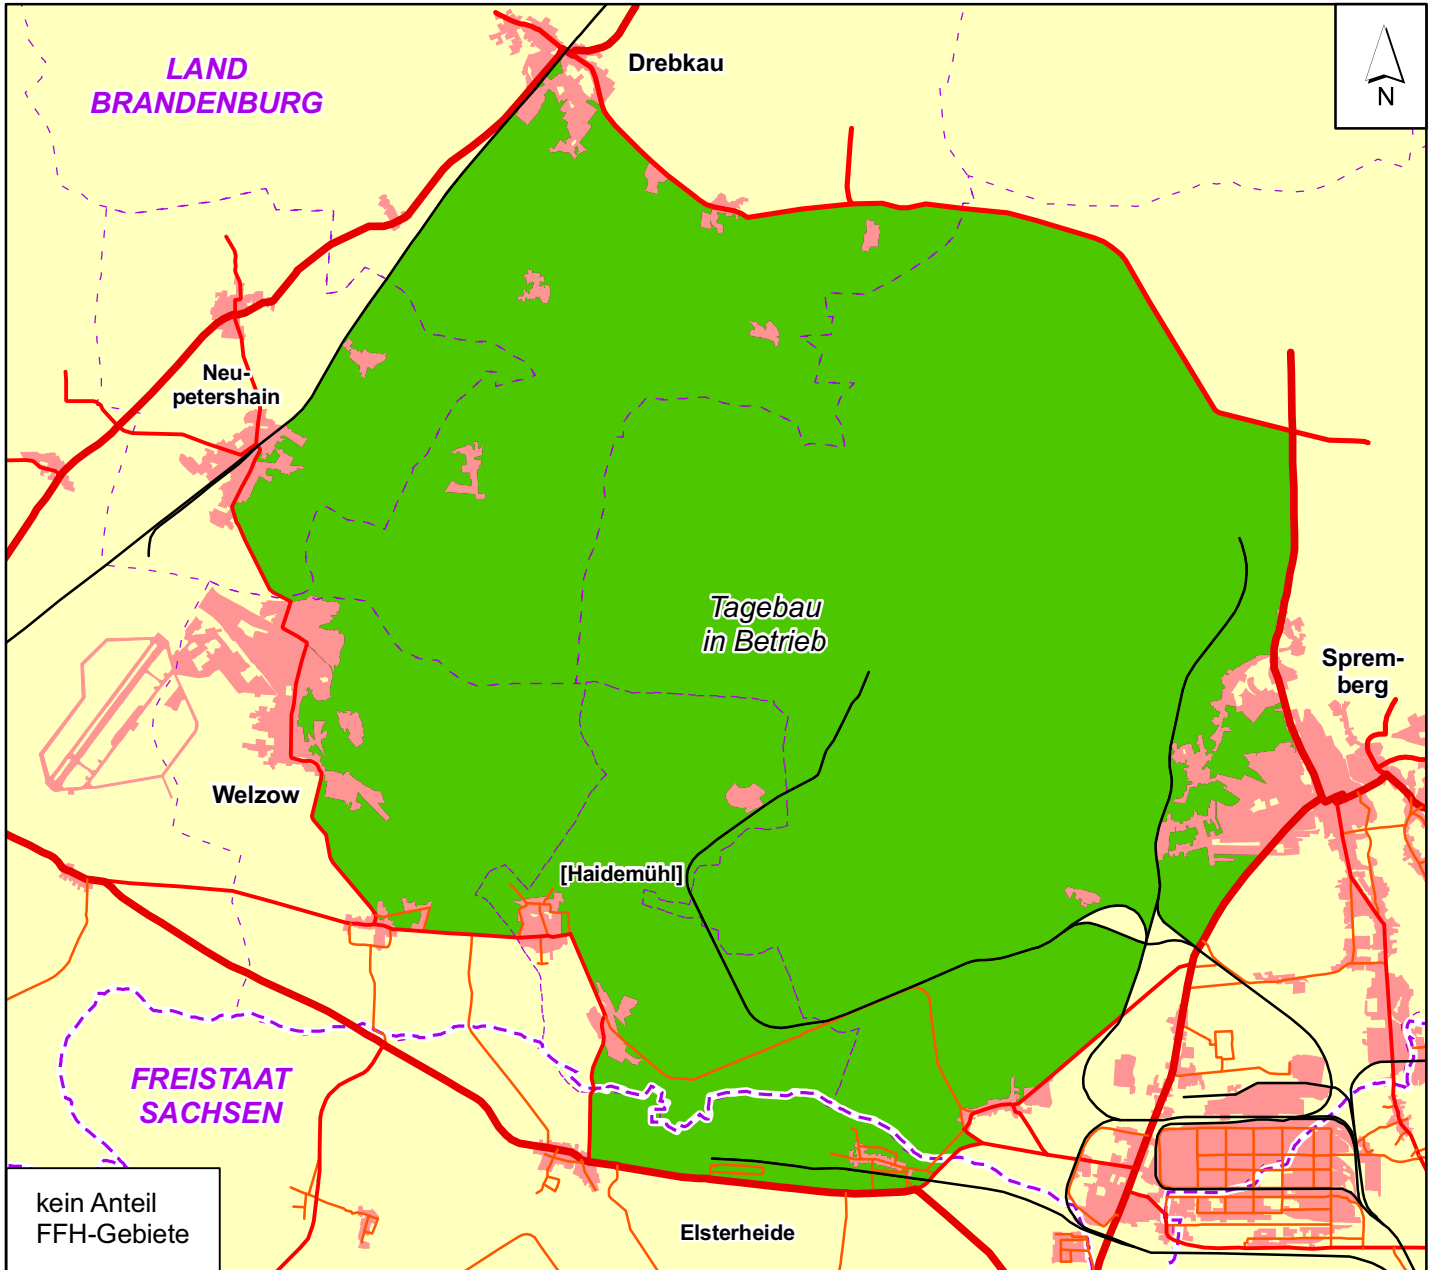 LAND
BRANDENBURG
Drebkau
N
Neu-
petershain
Tagebau
in Betrieb
Sprem-
berg
Welzow
[Haidemühl]
FREISTAAT
SACHSEN
kein Anteil
FFH-Gebiete
Elsterheide